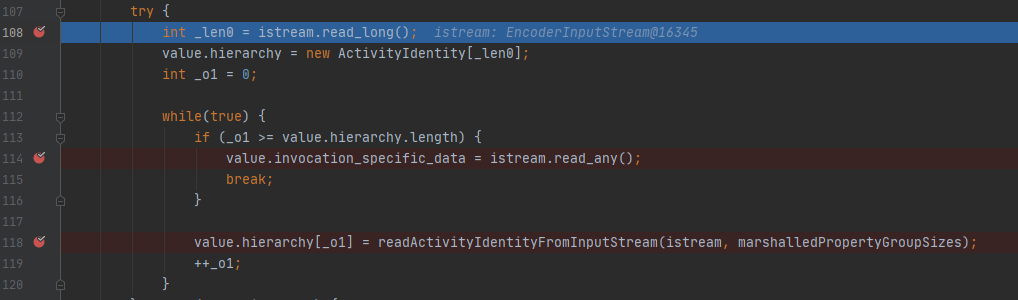 107 try {
108 int _len0 = istream.read_long(); istream: EncoderInputStream@16345
109 value.hierarchy = new ActivityIdentity[_len0];
110 int _o1 = 0;
111
112 while(true) {
113 if (_o1 >= value.hierarchy.length) {
114 value.invocation_specific_data = istream.read_any();
115 break;
116 }
117
118 value.hierarchy[_o1] = readActivityIdentityFromInputStream(istream, marshalledPropertyGroupSizes);
119 ++_o1;
120 }